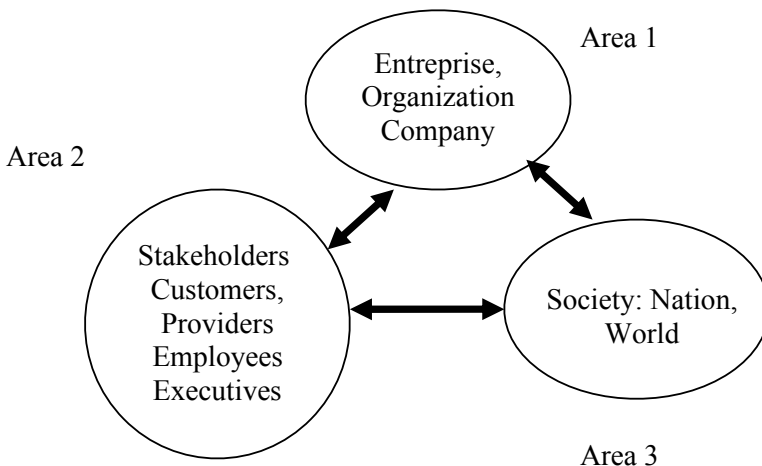 Area 1
Entreprise,
Organization
Company
Area 2
Stakeholders
Customers,
Providers
Employees
Executives
Society: Nation,
World
Area 3